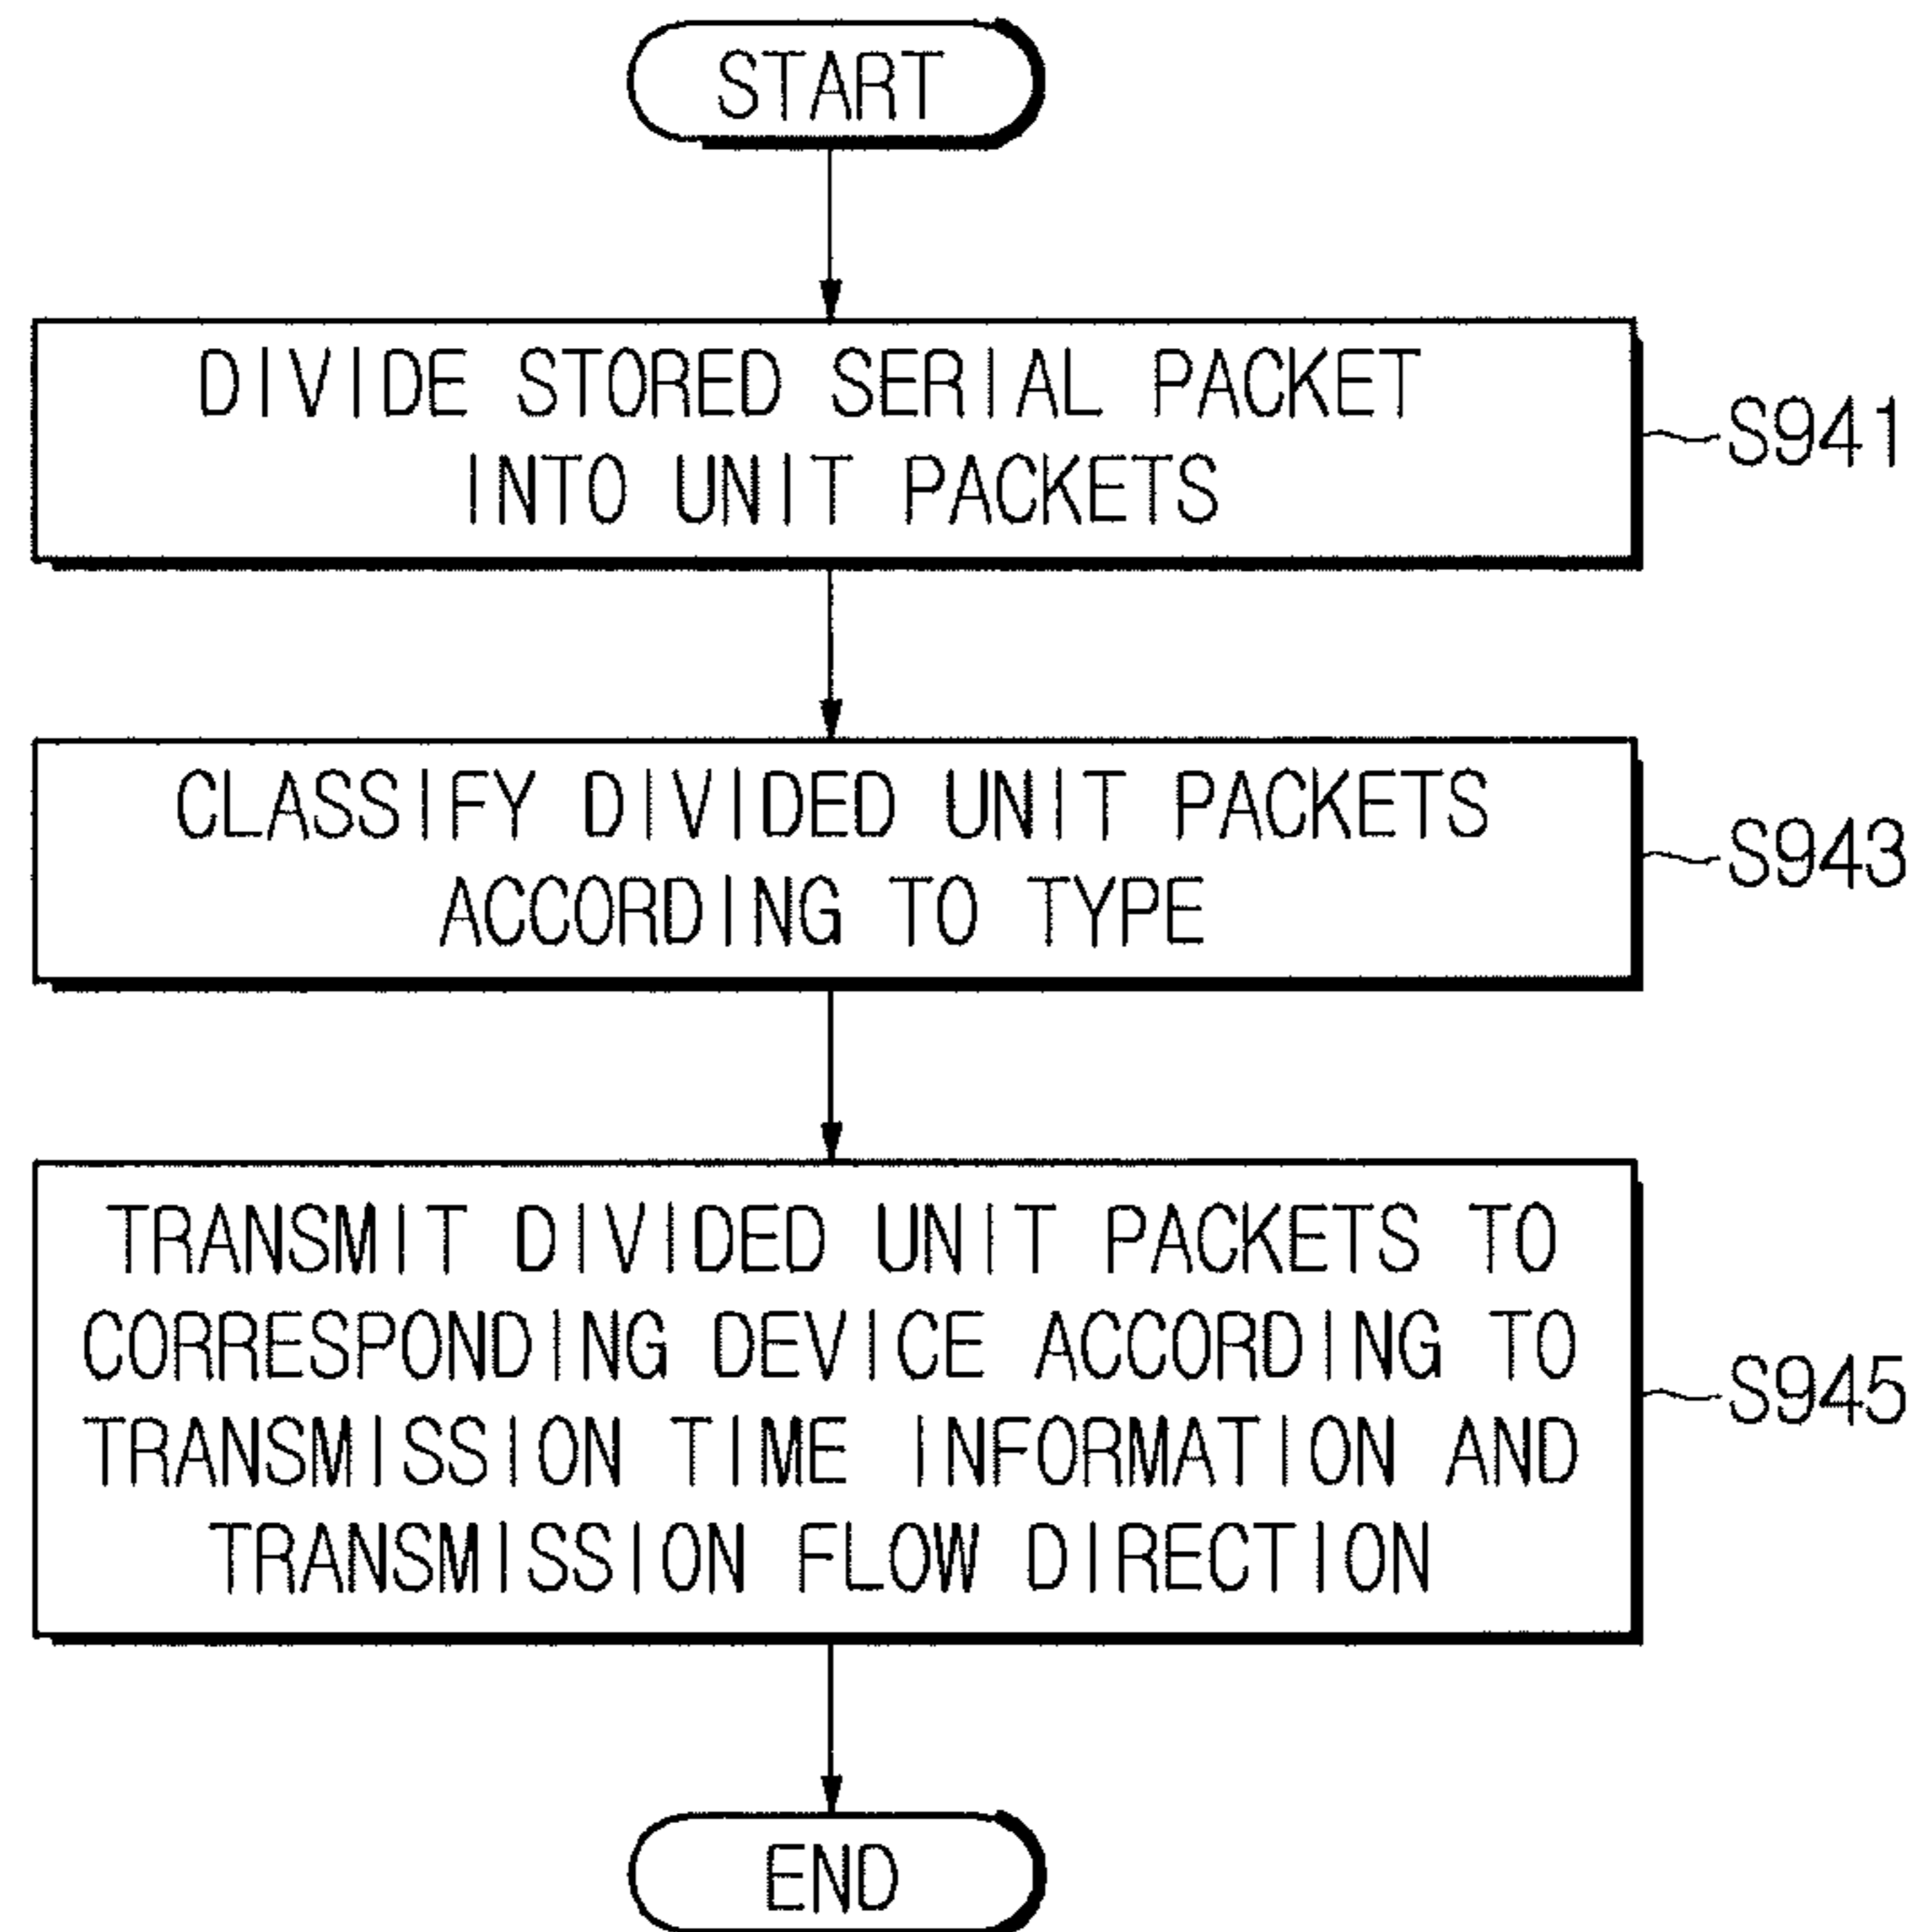 START
DIVIDE STORED SERIAL PACKET
INTO UNIT PACKETS
S941
CLASSIFY DIVIDED UNIT PACKETS
ACCORDING TO TYPE
S943
TRANSMIT DIVIDED UNIT PACKETS TO
CORRESPONDING DEVICE ACCORDING TO
TRANSMISSION TIME INFORMATION AND
TRANSMISSION FLOW DIRECTION
S945
END